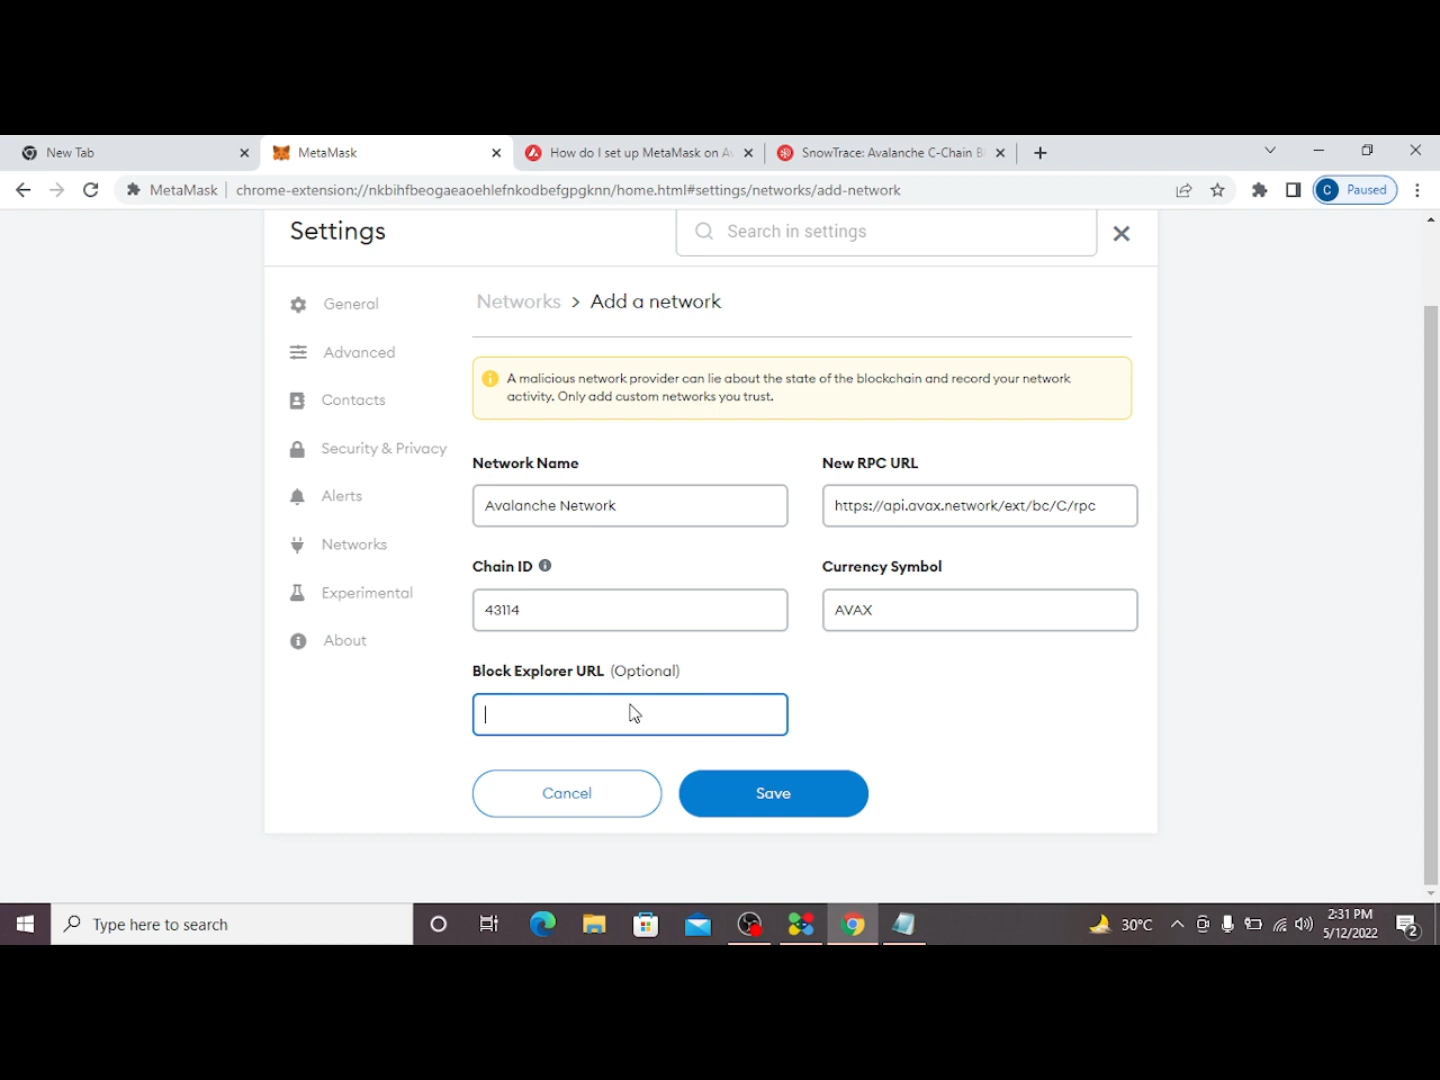 New Tab
MetaMask
How do I set up MetaMask on Av
SnowTrace: Avalanche C-Chain B
MetaMask
chrome-extension://nkbihfbeogaeaoehlefnkodbefgpgknn/home.html#settings/networks/add-network
C
Paused
Settings
Search in settings
General
Advanced
Contacts
Security & Privacy
Alerts
Networks
Experimental
About
Networks > Add a network
A malicious network provider can lie about the state of the blockchain and record your network
activity. Only add custom networks you trust.
Network Name
New RPC URL
Avalanche Network
https://api.avax.network/ext/bc/C/rpc
Chain ID
Currency Symbol
43114
AVAX
Block Explorer URL (Optional)
Cancel
Save
Type here to search
30°C
2:31 PM
5/12/2022
2